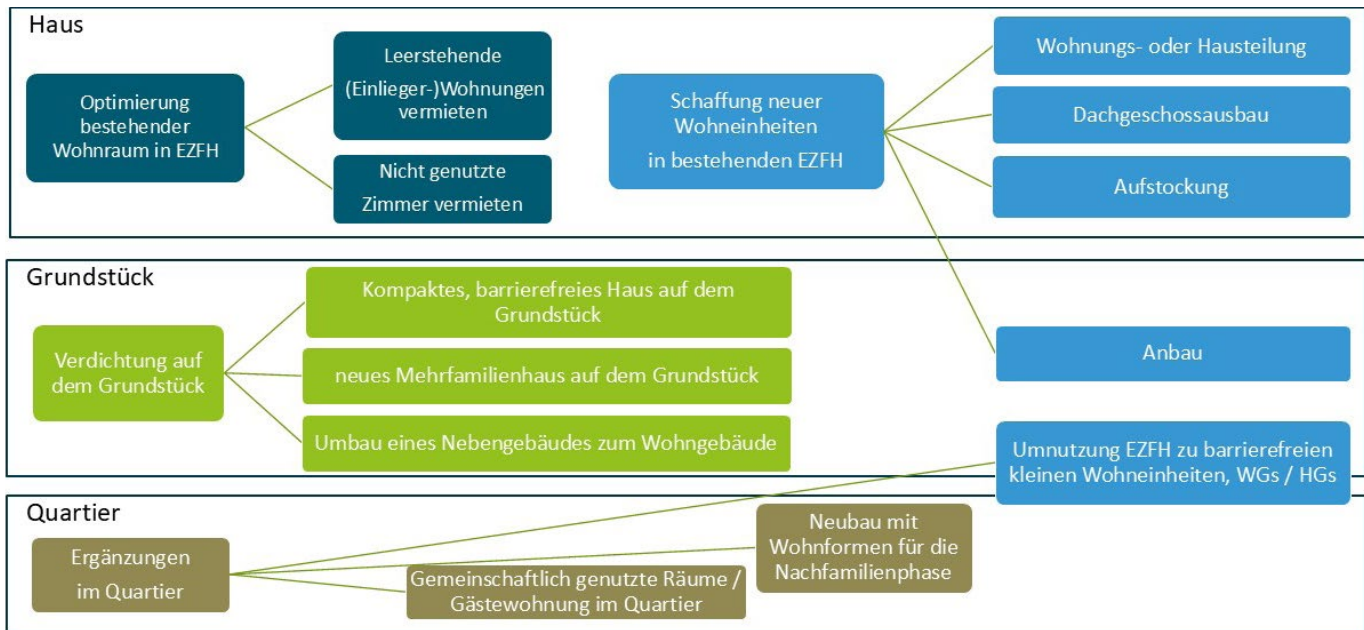 Haus
Optimierung
bestehender
Wohnraum in EZFH
Leerstehende
(Einlieger-)Wohnungen
vermieten
Nicht genutzte
Zimmer vermieten
Schaffung neuer
Wohneinheiten
in bestehenden EZFH
Wohnungs- oder Hausteilung
Dachgeschossausbau
Aufstockung
Grundstück
Verdichtung auf
dem Grundstück
Kompaktes, barrierefreies Haus auf dem
Grundstück
neues Mehrfamilienhaus auf dem Grundstück
Umbau eines Nebengebäudes zum Wohngebäude
Anbau
Umnutzung EZFH zu barrierefreien
kleinen Wohneinheiten, WGs / HGs
Quartier
Ergänzungen
im Quartier
Gemeinschaftlich genutzte Räume /
Gästewohnung im Quartier
Neubau mit
Wohnformen für die
Nachfamilienphase